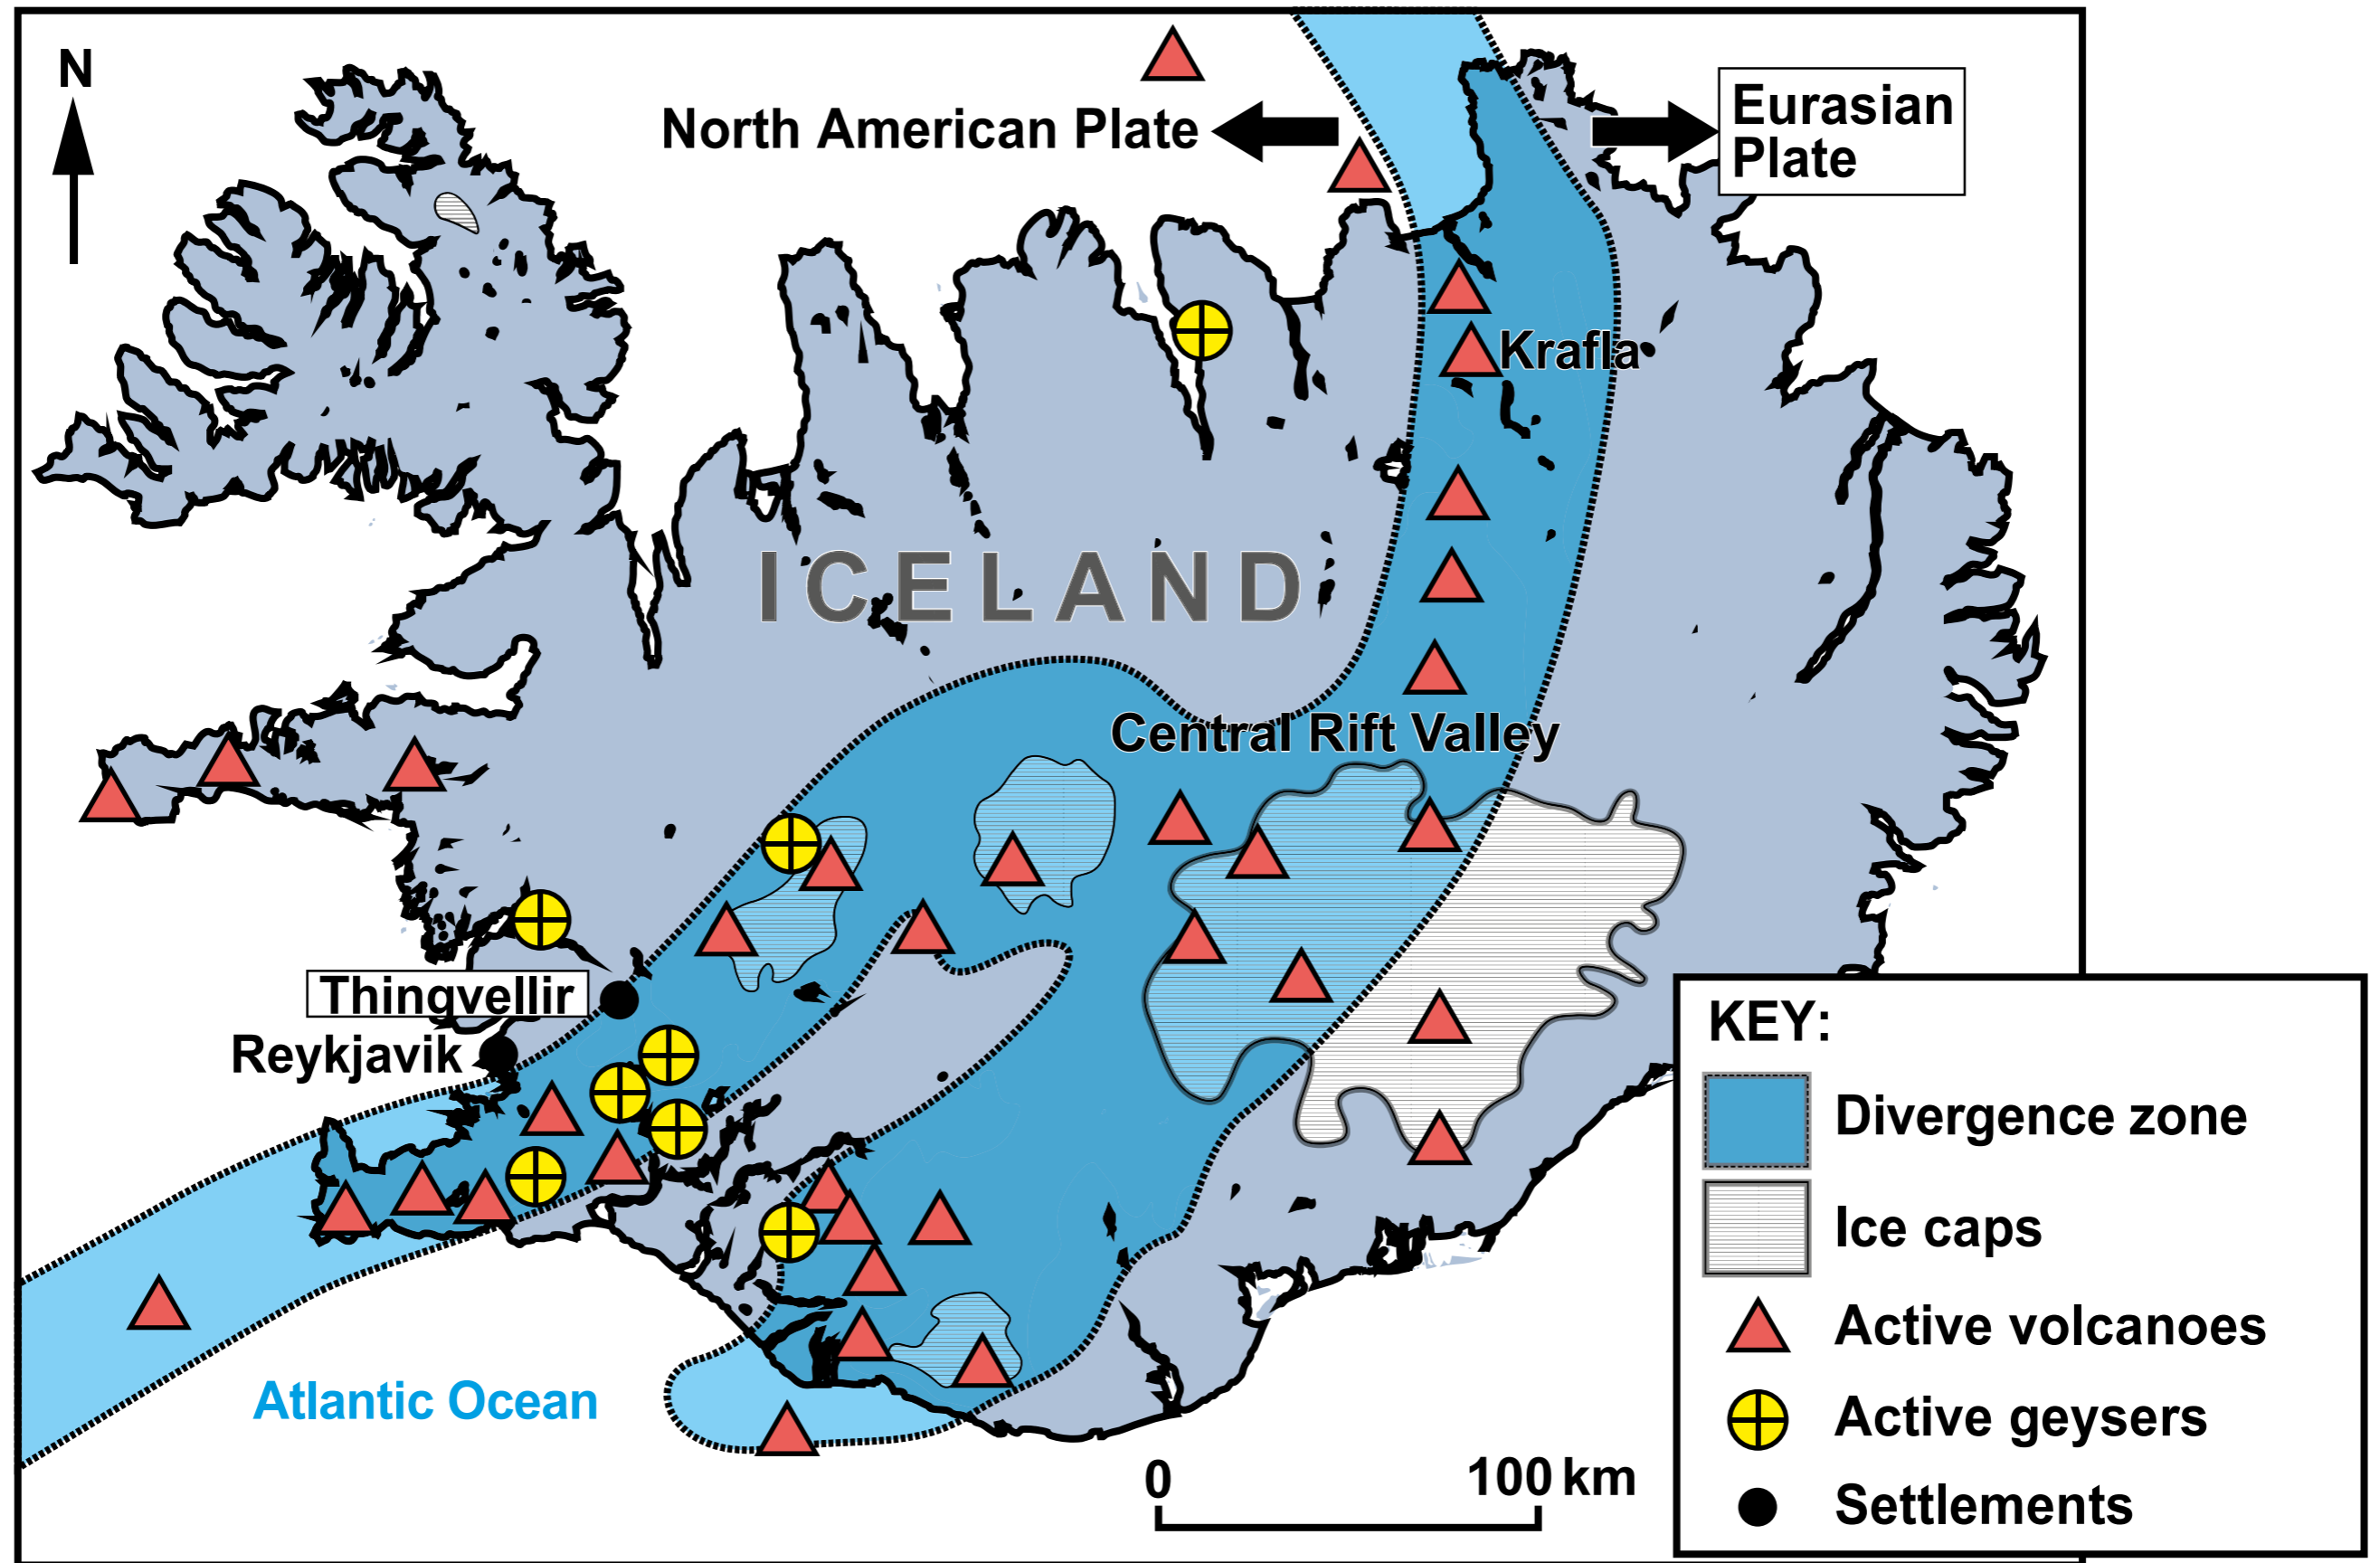 N
North American Plate
Eurasian
Plate
Krafla
ICELAND
Central Rift Valley
Thingvellir
Reykjavik
Atlantic Ocean
0
100 km
KEY:
Divergence zone
Ice caps
Active volcanoes
Active geysers
Settlements